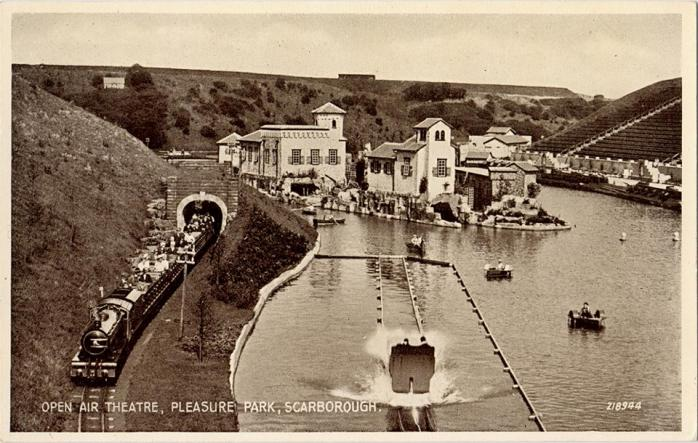 OPEN AIR THEATRE, PLEASURE PARK, SCARBOROUGH. 218944